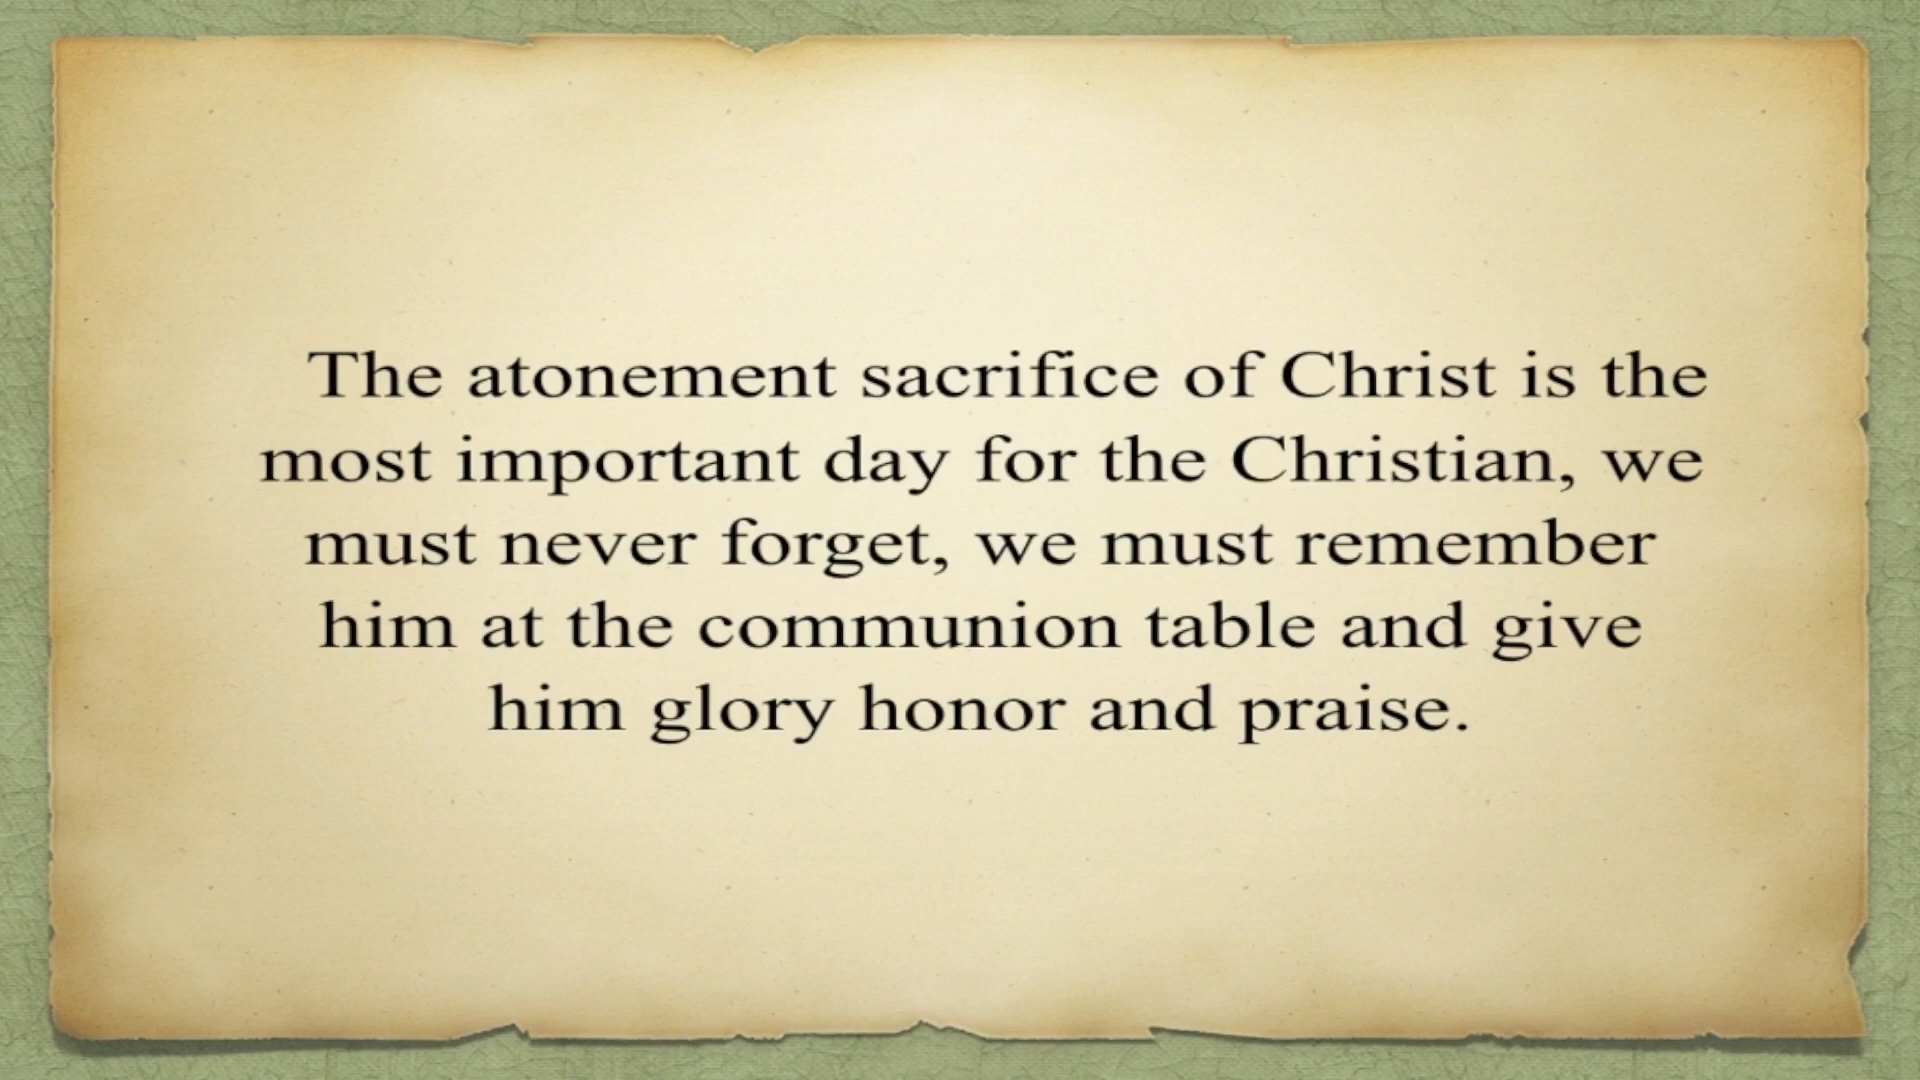 The atonement sacrifice of Christ is the
most important day for the Christian, we
must never forget, we must remember
him at the communion table and give
him glory honor and praise.